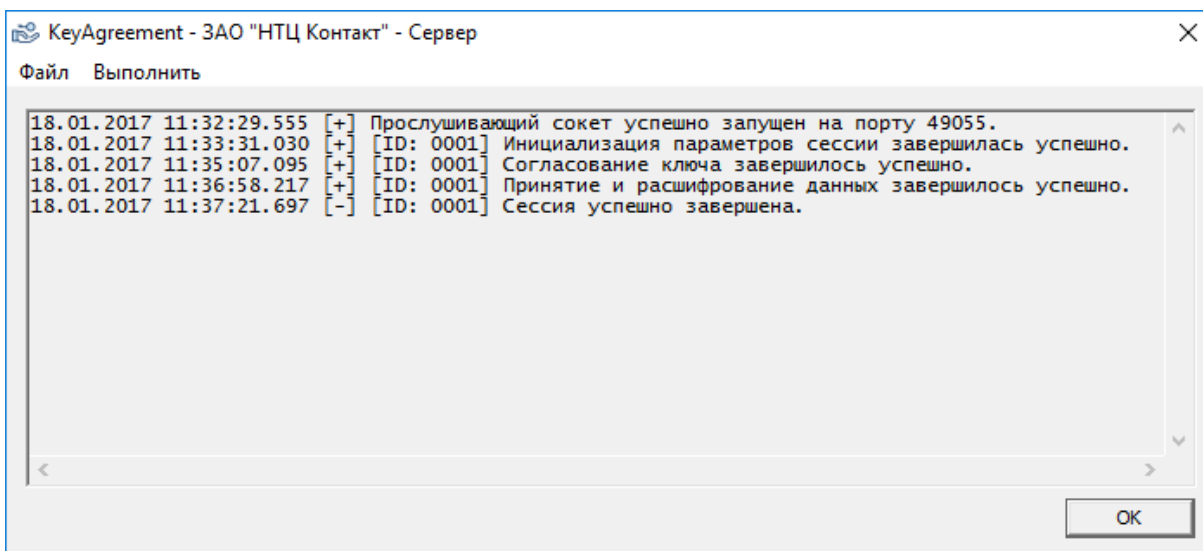 KeyAgreement - ЗАО "НТЦ Контакт" - Сервер
Файл Выполнить
18.01.2017 11:32:29.555 [+] Прослушивающий сокет успешно запущен на порту 49055.
18.01.2017 11:33:31.030 [+] [ID: 0001] Инициализация параметров сессии завершилась успешно.
18.01.2017 11:35:07.095 [+] [ID: 0001] Согласование ключа завершилось успешно.
18.01.2017 11:36:58.217 [+] [ID: 0001] Принятие и расшифрование данных завершилось успешно.
18.01.2017 11:37:21.697 [-] [ID: 0001] Сессия успешно завершена.
OK